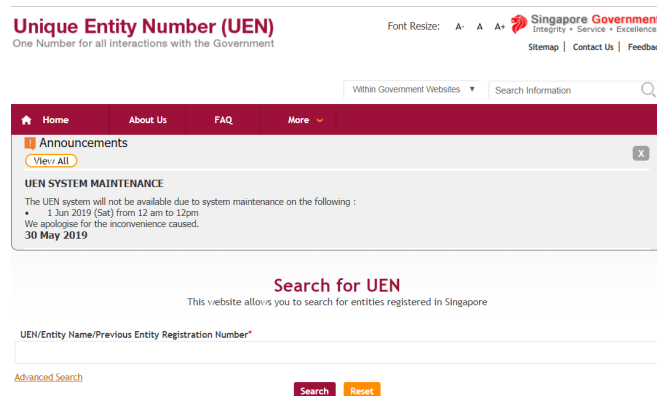 Unique Entity Number (UEN)
One Number for all interactions with the Government
Font Resize: A- A A+
Singapore Government
Integrity • Service • Excellence
Sitemap | Contact Us | Feedbac
Within Government Websites ▼
Search Information
Home About Us FAQ More
! Announcements
View All
X
UEN SYSTEM MAINTENANCE
The UEN system will not be available due to system maintenance on the following :
• 1 Jun 2019 (Sat) from 12 am to 12pm
We apologise for the inconvenience caused.
30 May 2019
Search for UEN
This website allows you to search for entities registered in Singapore
UEN/Entity Name/Previous Entity Registration Number*
Advanced Search
Search Reset